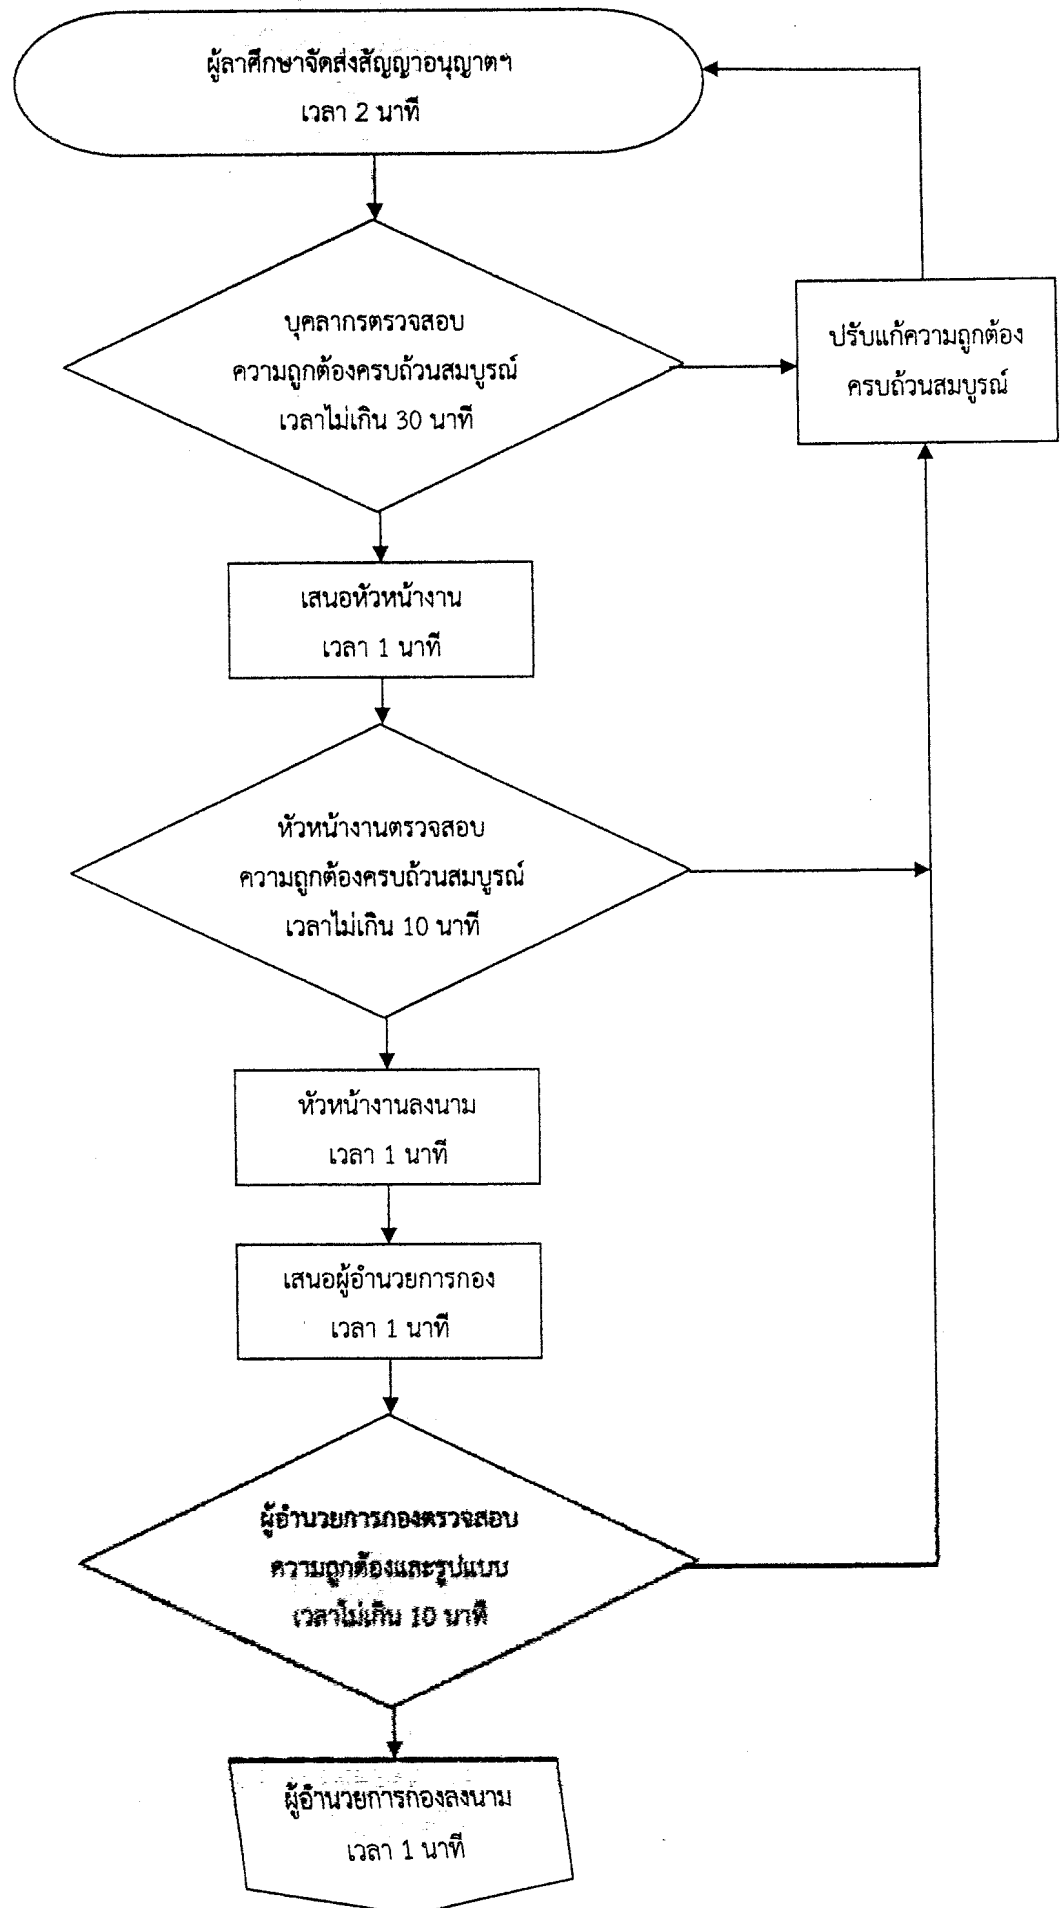 ผู้ลาศึกษาจัดส่งสัญญาอนุญาตฯ
เวลา 2 นาที
บุคลากรตรวจสอบ
ความถูกต้องครบถ้วนสมบูรณ์
เวลาไม่เกิน 30 นาที
ปรับแก้ความถูกต้อง
ครบถ้วนสมบูรณ์
เสนอหัวหน้างาน
เวลา 1 นาที
หัวหน้างานตรวจสอบ
ความถูกต้องครบถ้วนสมบูรณ์
เวลาไม่เกิน 10 นาที
หัวหน้างานลงนาม
เวลา 1 นาที
เสนอผู้อำนวยการกอง
เวลา 1 นาที
ผู้อำนวยการกองตรวจสอบ
ความถูกต้องและรูปแบบ
เวลาไม่เกิน 10 นาที
ผู้อำนวยการกองลงนาม
เวลา 1 นาที